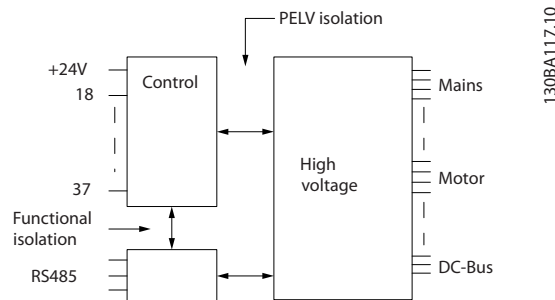 PELV isolation
130BA117.10
+24V
Control
Mains
18
High
voltage
37
Motor
Functional
isolation
RS485
DC-Bus